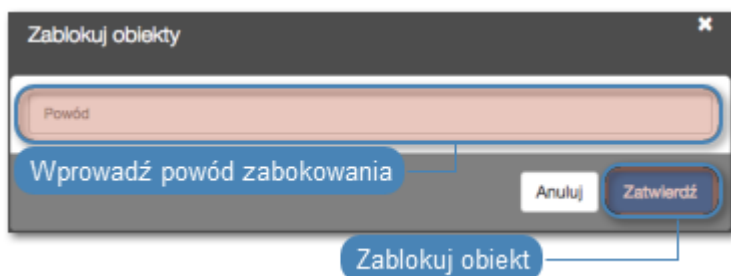 Zablokuj obiekty
Powód
Wprowadź powód zabokowania
Anuluj
Zatwierdź
Zablokuj obiekt